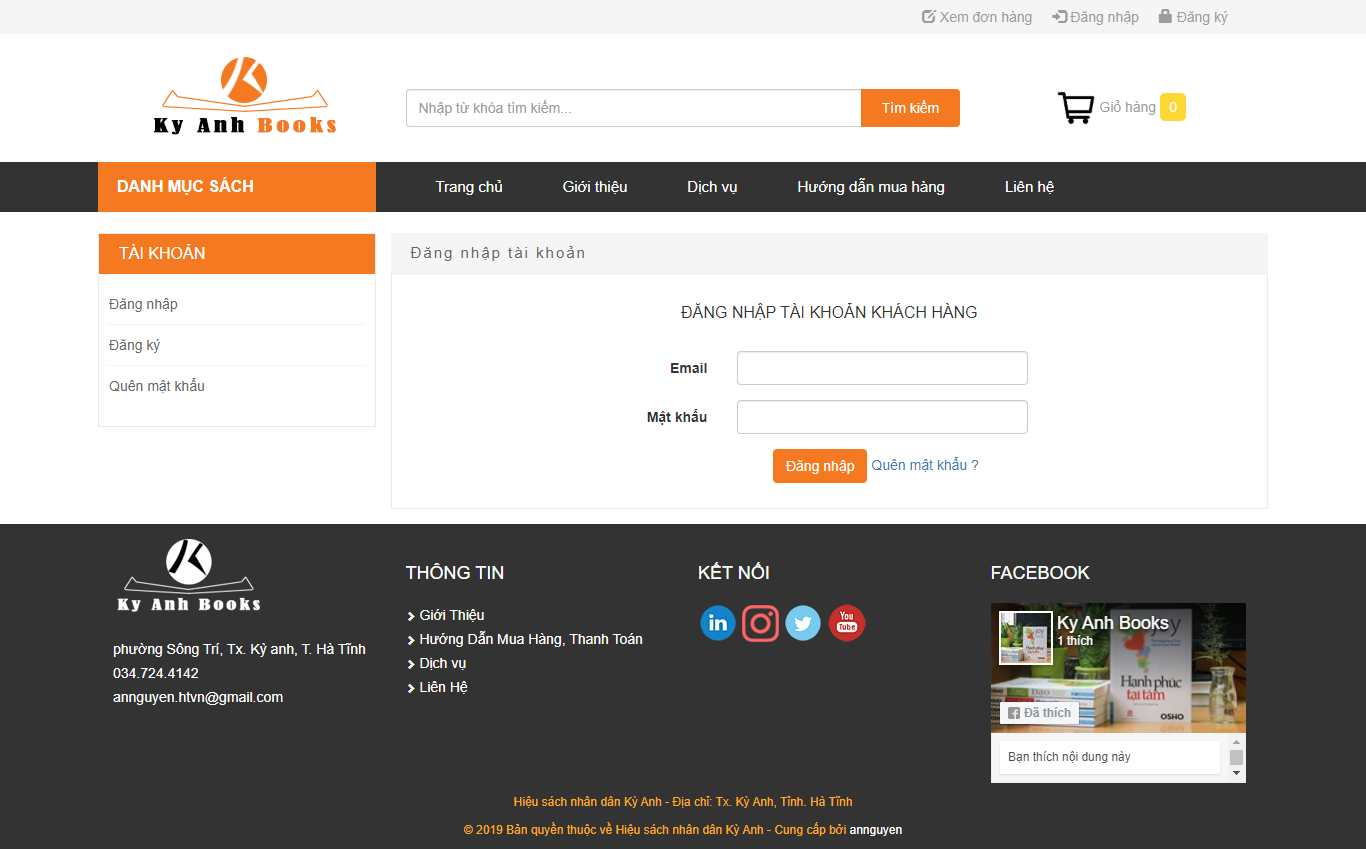 Xem đơn hàng Đăng nhập Đăng ký
Ky Anh Books
Nhập từ khóa tìm kiếm... Tìm kiếm
Giỏ hàng 0
DANH MỤC SÁCH Trang chủ Giới thiệu Dịch vụ Hướng dẫn mua hàng Liên hệ
TÀI KHOẢN
Đăng nhập
Đăng ký
Quên mật khẩu
Đăng nhập tài khoản
ĐĂNG NHẬP TÀI KHOẢN KHÁCH HÀNG
Email
Mật khẩu
Đăng nhập Quên mật khẩu ?
Ky Anh Books
phường Sông Trí, Tx. Kỳ anh, T. Hà Tĩnh
034.724.4142
annguyen.htvn@gmail.com
THÔNG TIN
Giới Thiệu
Hướng Dẫn Mua Hàng, Thanh Toán
Dịch vụ
Liên Hệ
KẾT NỐI
in
You
Tube
FACEBOOK
Ky Anh Books
1 thích
joy
Hạnh phúc
tại tâm
OSHO
Đã thích
Bạn thích nội dung này
Hiệu sách nhân dân Kỳ Anh - Địa chỉ: Tx. Kỳ Anh, Tỉnh. Hà Tĩnh
© 2019 Bản quyền thuộc về Hiệu sách nhân dân Kỳ Anh - Cung cấp bởi annguyen